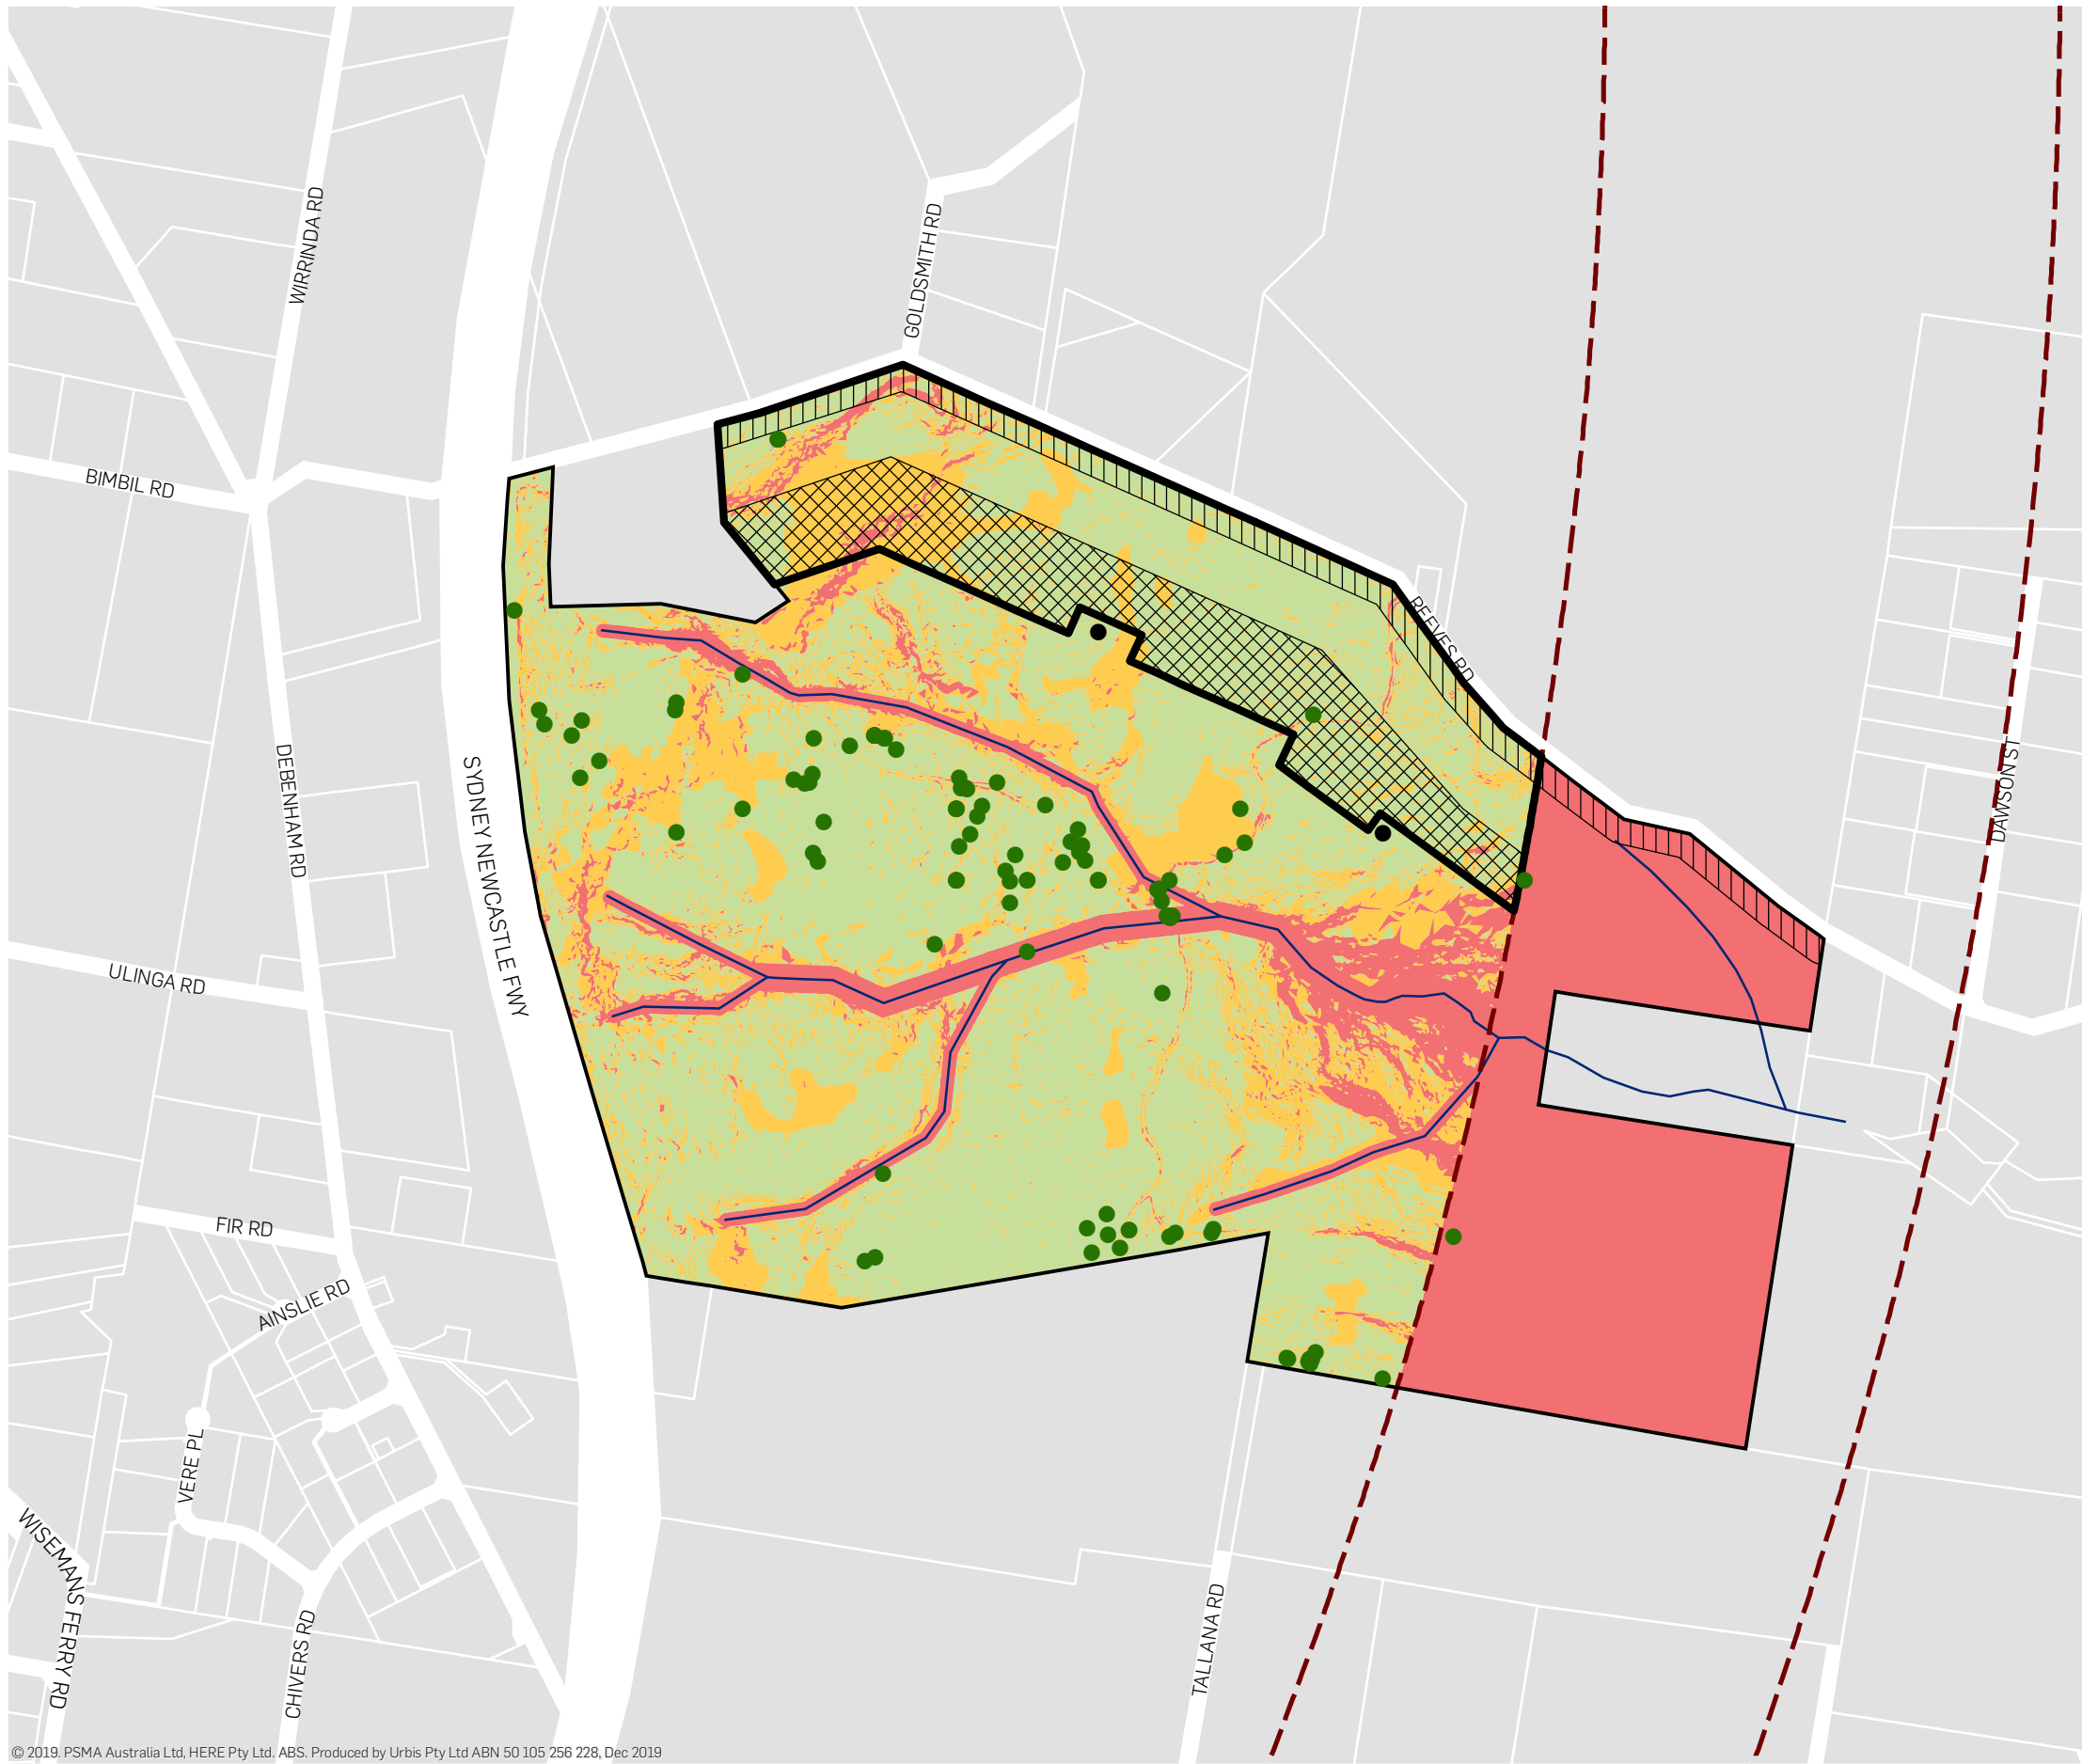 WIRRINDA RD
GOLDSMITH RD
BIMBIL RD
REEVES RD
DAWSON ST
DEBENHAM RD
SYDNEY NEWCASTLE FWY
ULINGA RD
FIR RD
AINSLIE RD
VERE PL
WISEMANS FERRY RD
CHIVERS RD
TALLANA RD
© 2019. PSMA Australia Ltd, HERE Pty Ltd. ABS. Produced by Urbis Pty Ltd ABN 50 105 256 228, Dec 2019